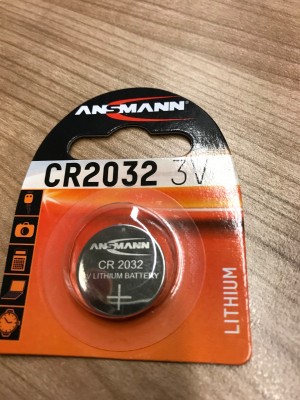 ANSMANN
CR2032 3V
ANSMANN
CR 2032
V LITHIUM BATTERY
+
LITHIUM